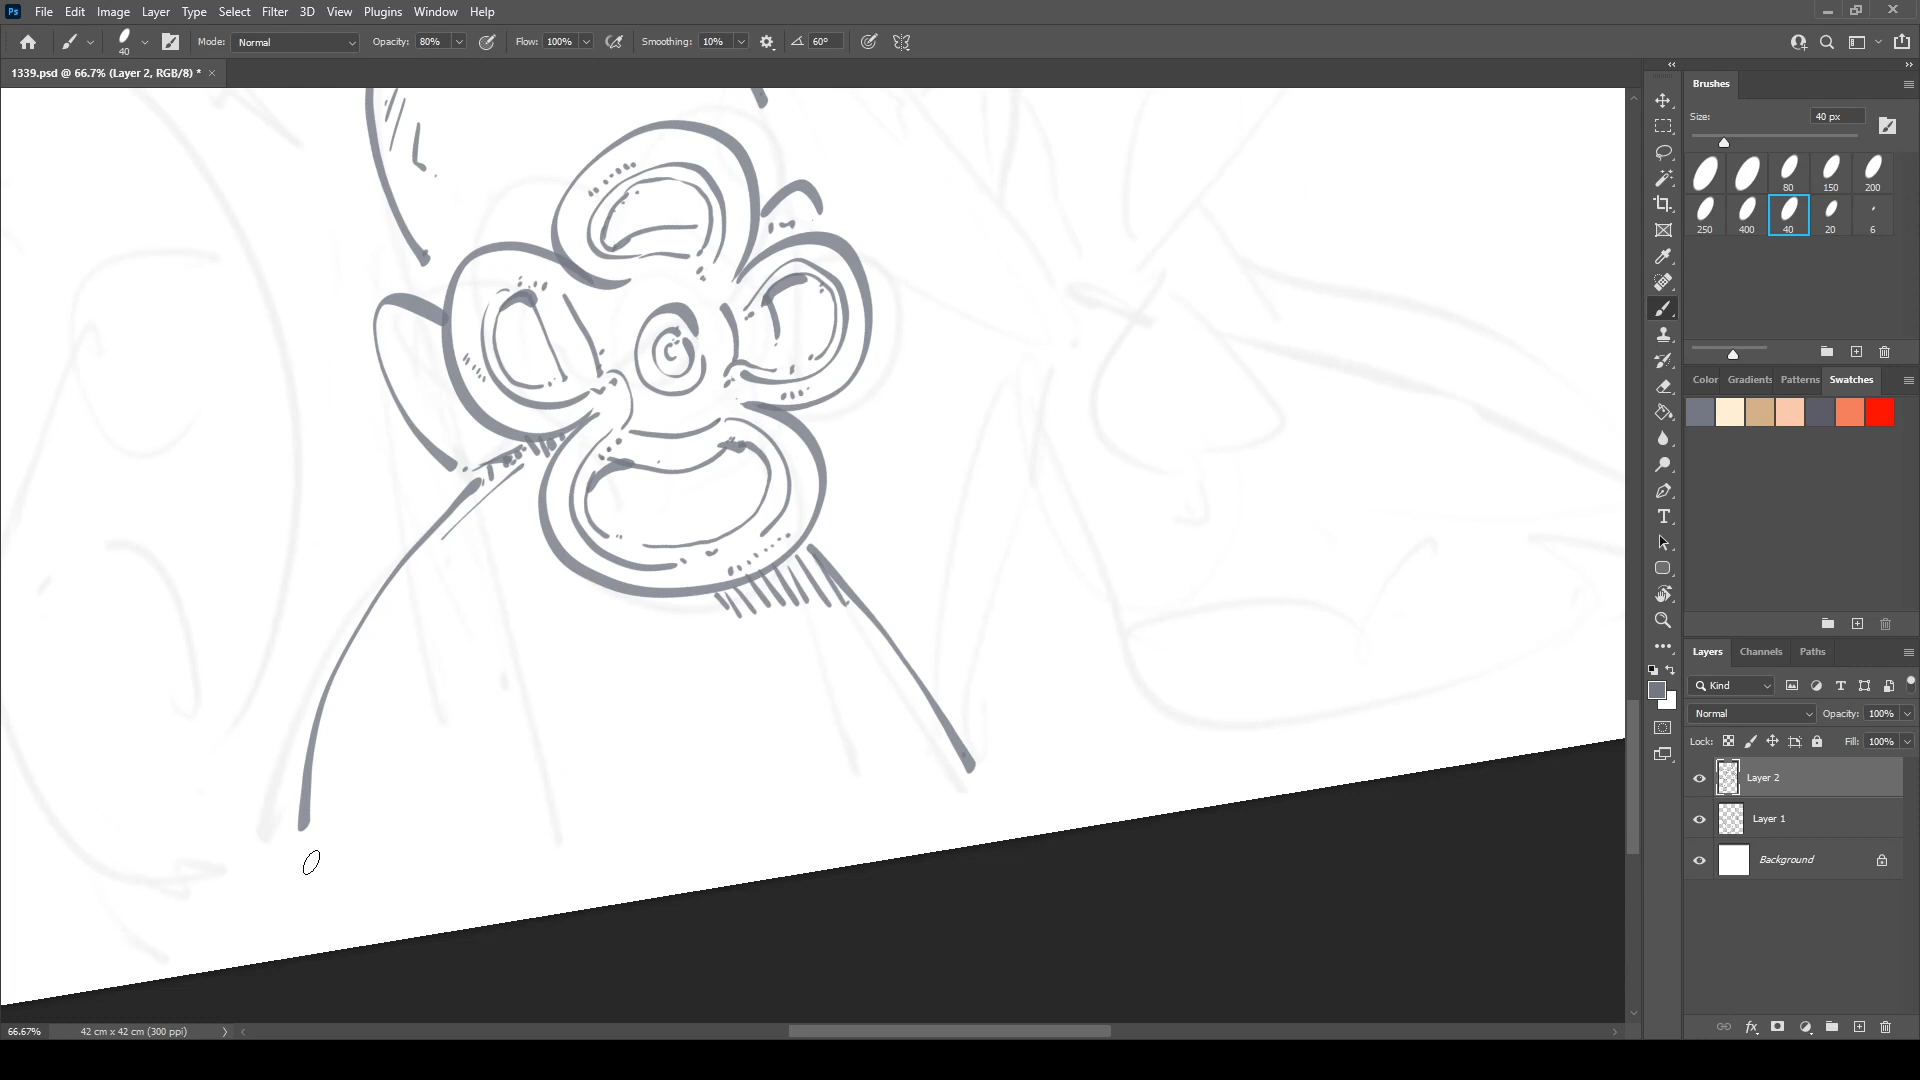 Ps File Edit Image Layer Type Select Filter 3D View Plugins Window Help
40 Mode: Normal Opacity: 80% Flow: 100% Smoothing: 10% 60°
1339.psd @ 66.7% (Layer 2, RGB/8) * ×
Brushes
Size: 40 px
80 150 200
250 400 40 20 6
Color Gradients Patterns Swatches
Layers Channels Paths
Kind
Normal Opacity: 100%
Lock: Fill: 100%
Layer 2
Layer 1
Background
66.67% 42 cm x 42 cm (300 ppi)